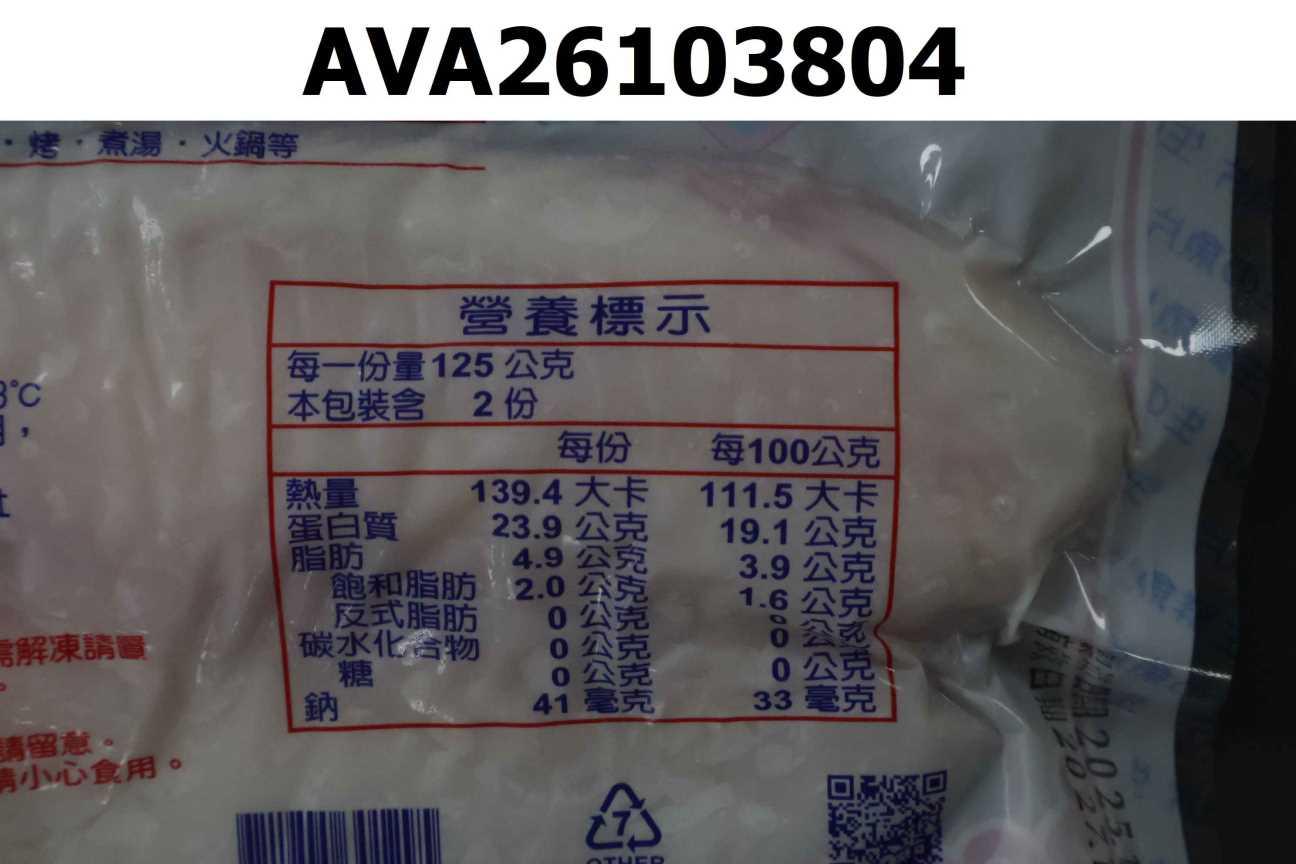 AVA26103804
·烤·煮湯·火鍋等
營養標示
每一份量125公克
本包裝含 2份
每份 每100公克
熱量 139.4大卡 111.5大卡
蛋白質 23.9公克 19.1公克
脂肪 4.9公克 3.9公克
飽和脂肪 2.0公克 1.6公克
反式脂肪 0公克 0公克
碳水化合物 0公克 0公克
糖 0公克 0公克
鈉 41毫克 33毫克
℃
需解凍請置
。
請留意。
請小心食用。
7
OTHER